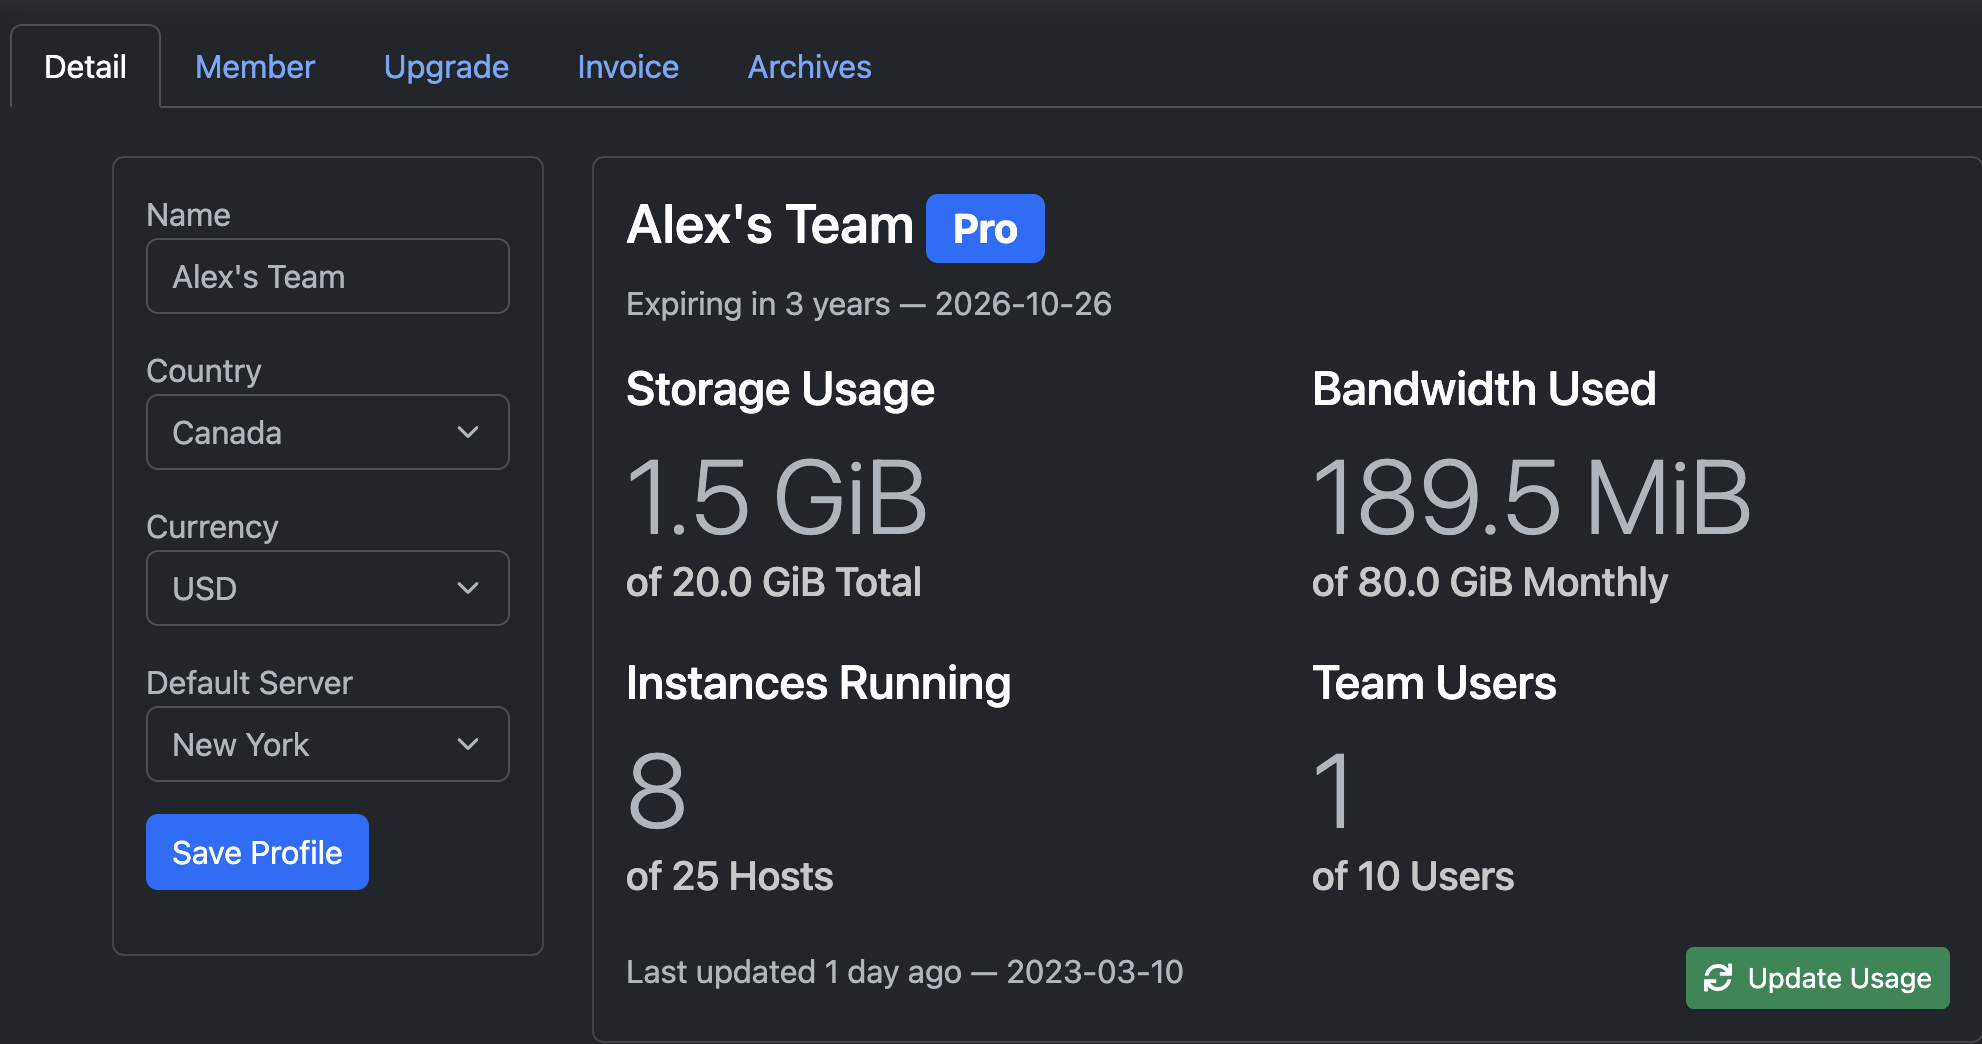 Detail Member Upgrade Invoice Archives
Name
Alex's Team
Country
Canada
Currency
USD
Default Server
New York
Save Profile
Alex's Team Pro
Expiring in 3 years — 2026-10-26
Storage Usage
1.5 GiB
of 20.0 GiB Total
Bandwidth Used
189.5 MiB
of 80.0 GiB Monthly
Instances Running
8
of 25 Hosts
Team Users
1
of 10 Users
Last updated 1 day ago — 2023-03-10
Update Usage